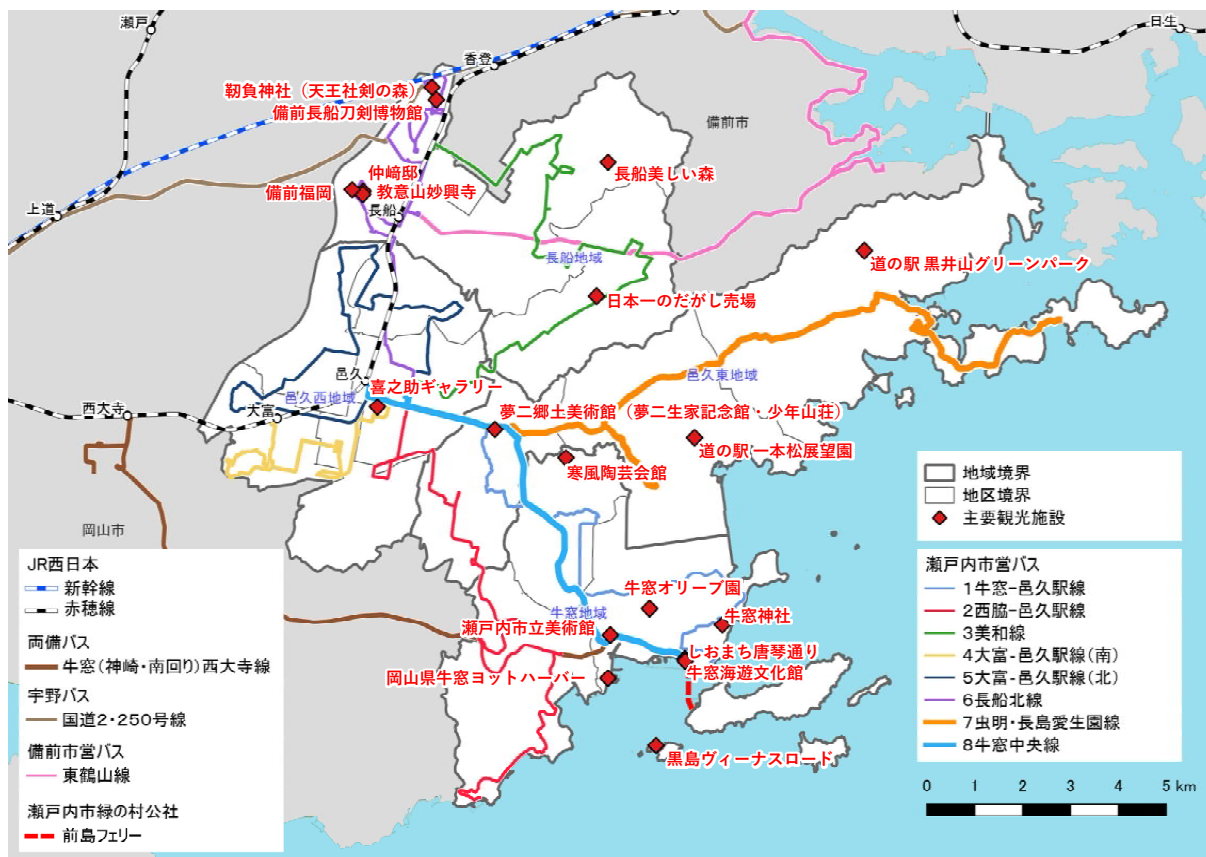 瀬戸
日生
香登
靭負神社（天王社剣の森）
備前長船刀剣博物館
備前市
仲﨑邸
長船美しい森
備前福岡
教意山妙興寺
上道
長船
長船地域
道の駅 黒井山グリーンパーク
日本一のだがし売場
邑久
喜之助ギャラリー
邑久東地域
西大寺
大富
邑久西地域
夢二郷土美術館（夢二生家記念館・少年山荘）
道の駅 一本松展望園
寒風陶芸会館
岡山市
牛窓オリーブ園
牛窓地域
牛窓神社
瀬戸内市立美術館
しおまち唐琴通り
牛窓海遊文化館
岡山県牛窓ヨットハーバー
黒島ヴィーナスロード
地域境界
地区境界
主要観光施設
JR西日本
新幹線
赤穂線
両備バス
牛窓(神崎・南回り)西大寺線
宇野バス
国道2・250号線
備前市営バス
東鶴山線
瀬戸内市緑の村公社
前島フェリー
瀬戸内市営バス
1牛窓-邑久駅線
2西脇-邑久駅線
3美和線
4大富-邑久駅線(南)
5大富-邑久駅線(北)
6長船北線
7虫明・長島愛生園線
8牛窓中央線
0 1 2 3 4 5 km